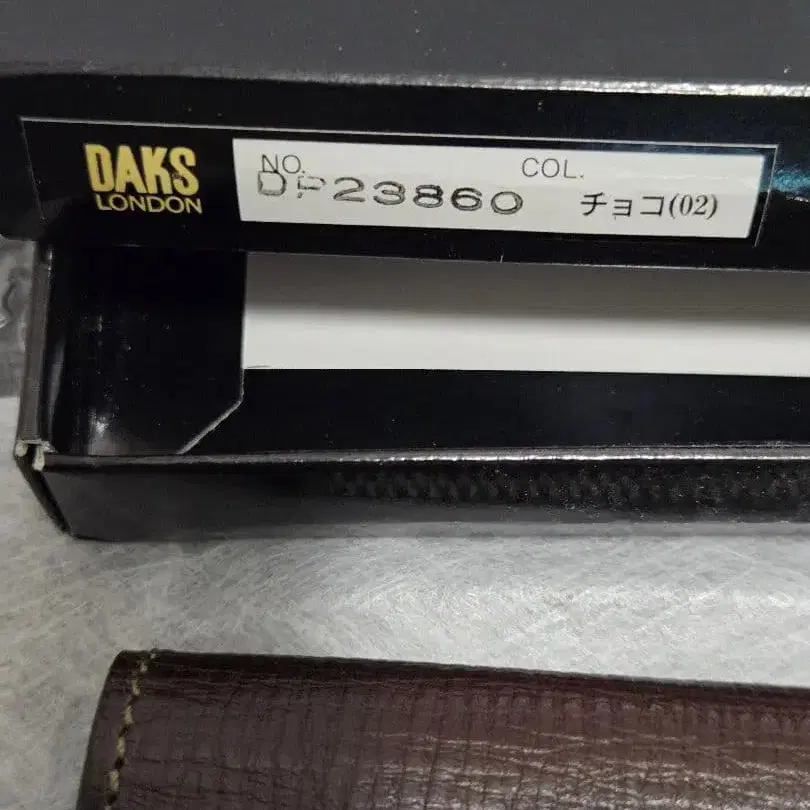 DAKS
LONDON
NO.
DP23860
COL.
チョコ(02)